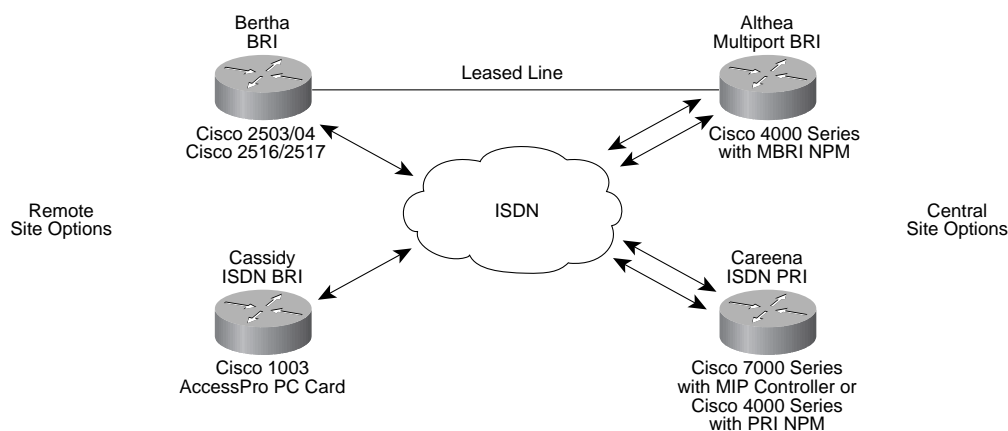 Bertha
BRI
Althea
Multiport BRI
Leased Line
Cisco 2503/04
Cisco 2516/2517
Cisco 4000 Series
with MBRI NPM
Remote
Site Options
ISDN
Central
Site Options
Cassidy
ISDN BRI
Careena
ISDN PRI
Cisco 1003
AccessPro PC Card
Cisco 7000 Series
with MIP Controller or
Cisco 4000 Series
with PRI NPM